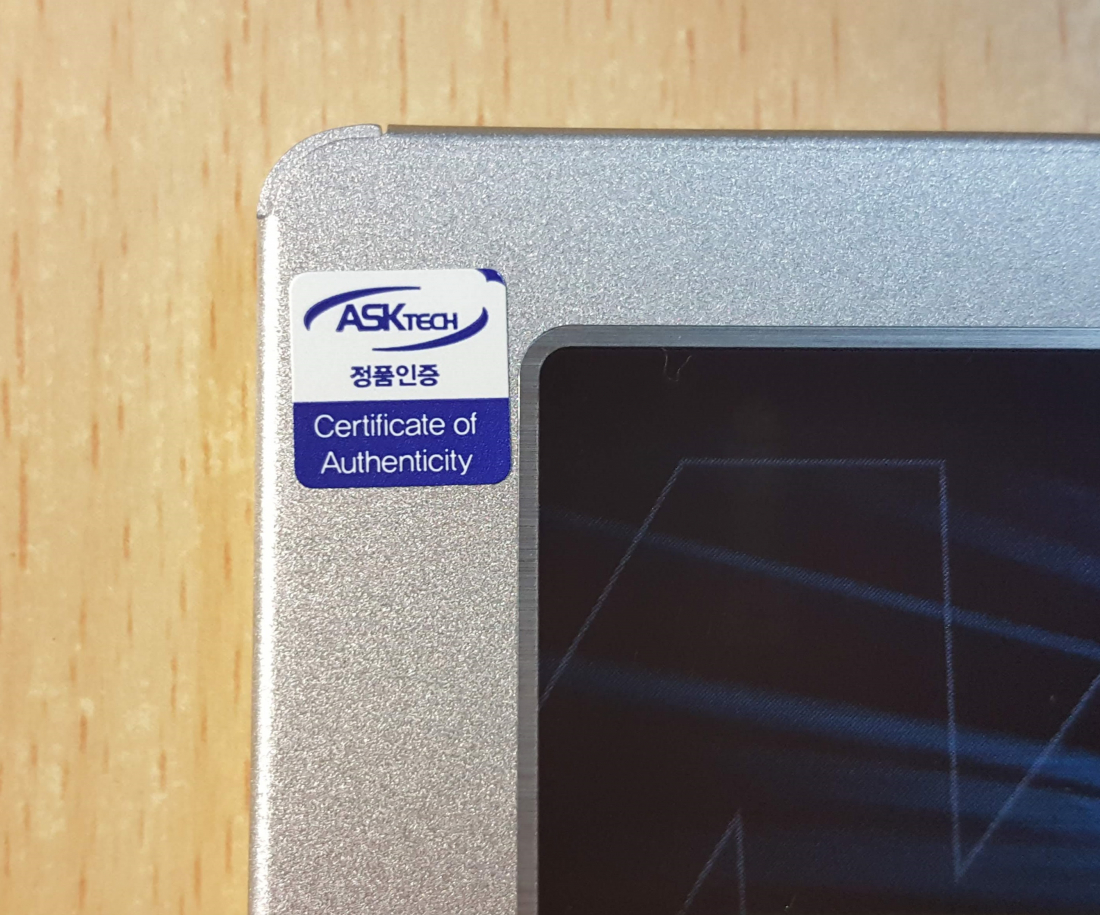 ASKTECH
정품인증
Certificate of
Authenticity